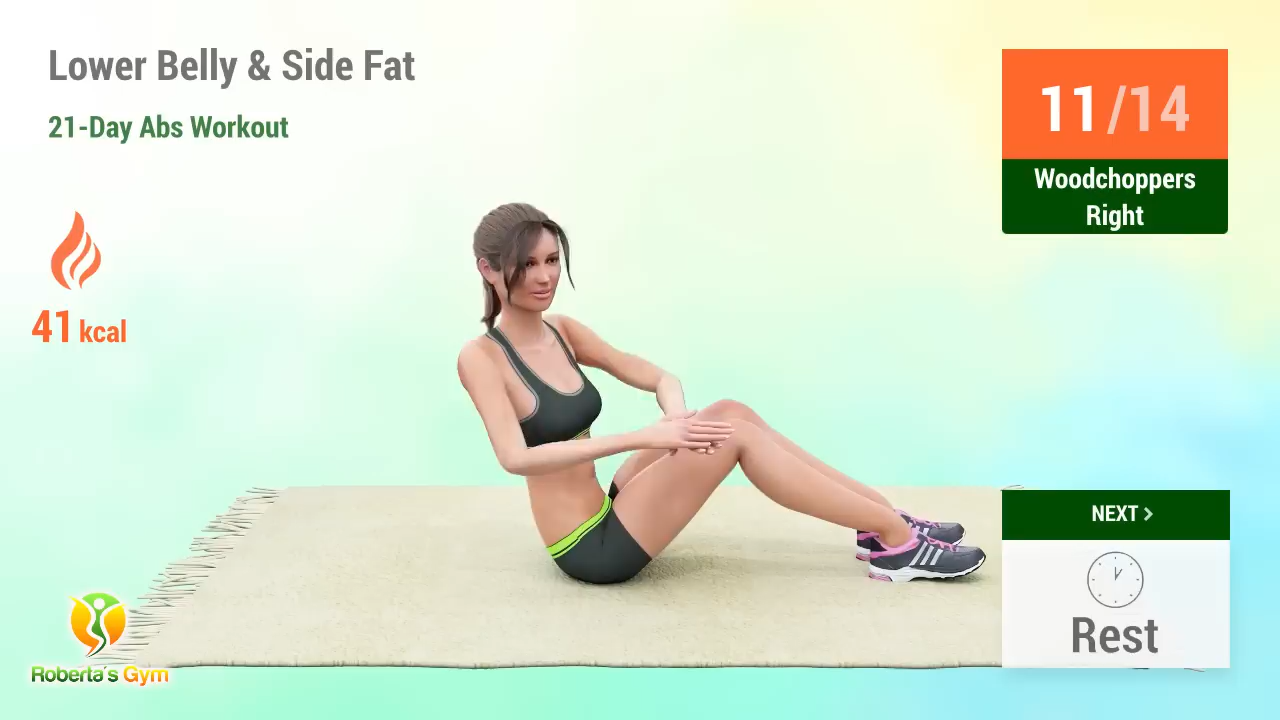 Lower Belly & Side Fat
21-Day Abs Workout
11/14
Woodchoppers
Right
41 kcal
NEXT >
Rest
Roberta's Gym